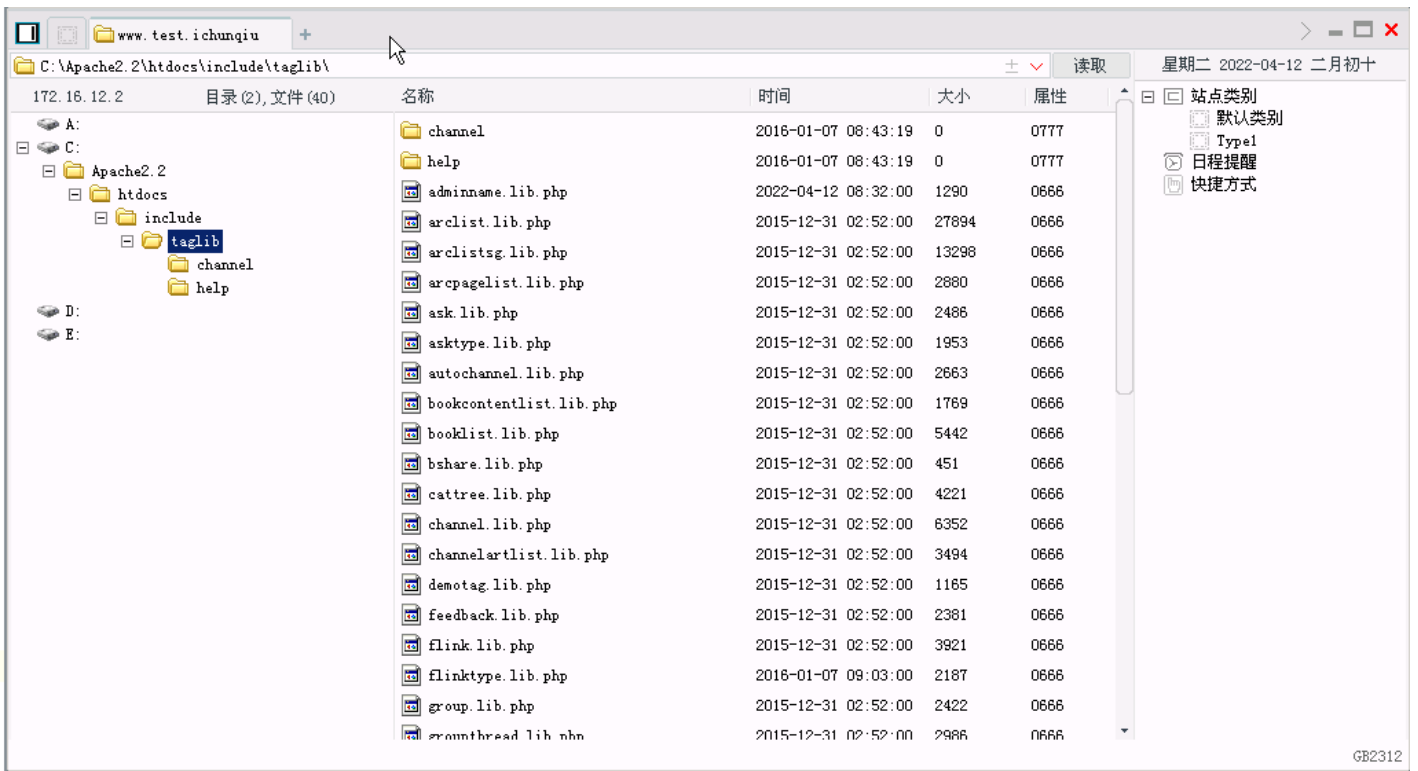 www.test.ichunqiu +
C:\Apache2.2\htdocs\include\taglib\ 读取 星期二 2022-04-12 二月初十
172.16.12.2 目录(2),文件(40) 名称 时间 大小 属性
A:
C:
Apache2.2
htdocs
include
taglib
channel
help
D:
E:
channel 2016-01-07 08:43:19 0 0777
help 2016-01-07 08:43:19 0 0777
adminname.lib.php 2022-04-12 08:32:00 1290 0666
arclist.lib.php 2015-12-31 02:52:00 27894 0666
arclistsg.lib.php 2015-12-31 02:52:00 13298 0666
arcpagelist.lib.php 2015-12-31 02:52:00 2880 0666
ask.lib.php 2015-12-31 02:52:00 2486 0666
asktype.lib.php 2015-12-31 02:52:00 1953 0666
autochannel.lib.php 2015-12-31 02:52:00 2663 0666
bookcontentlist.lib.php 2015-12-31 02:52:00 1769 0666
booklist.lib.php 2015-12-31 02:52:00 5442 0666
bshare.lib.php 2015-12-31 02:52:00 451 0666
cattree.lib.php 2015-12-31 02:52:00 4221 0666
channel.lib.php 2015-12-31 02:52:00 6352 0666
channelartlist.lib.php 2015-12-31 02:52:00 3494 0666
demotag.lib.php 2015-12-31 02:52:00 1165 0666
feedback.lib.php 2015-12-31 02:52:00 2381 0666
flink.lib.php 2015-12-31 02:52:00 3921 0666
flinktype.lib.php 2016-01-07 09:03:00 2187 0666
group.lib.php 2015-12-31 02:52:00 2422 0666
groupthread.lib.php 2015-12-31 02:52:00 2986 0666
站点类别
默认类别
Type1
日程提醒
快捷方式
GB2312